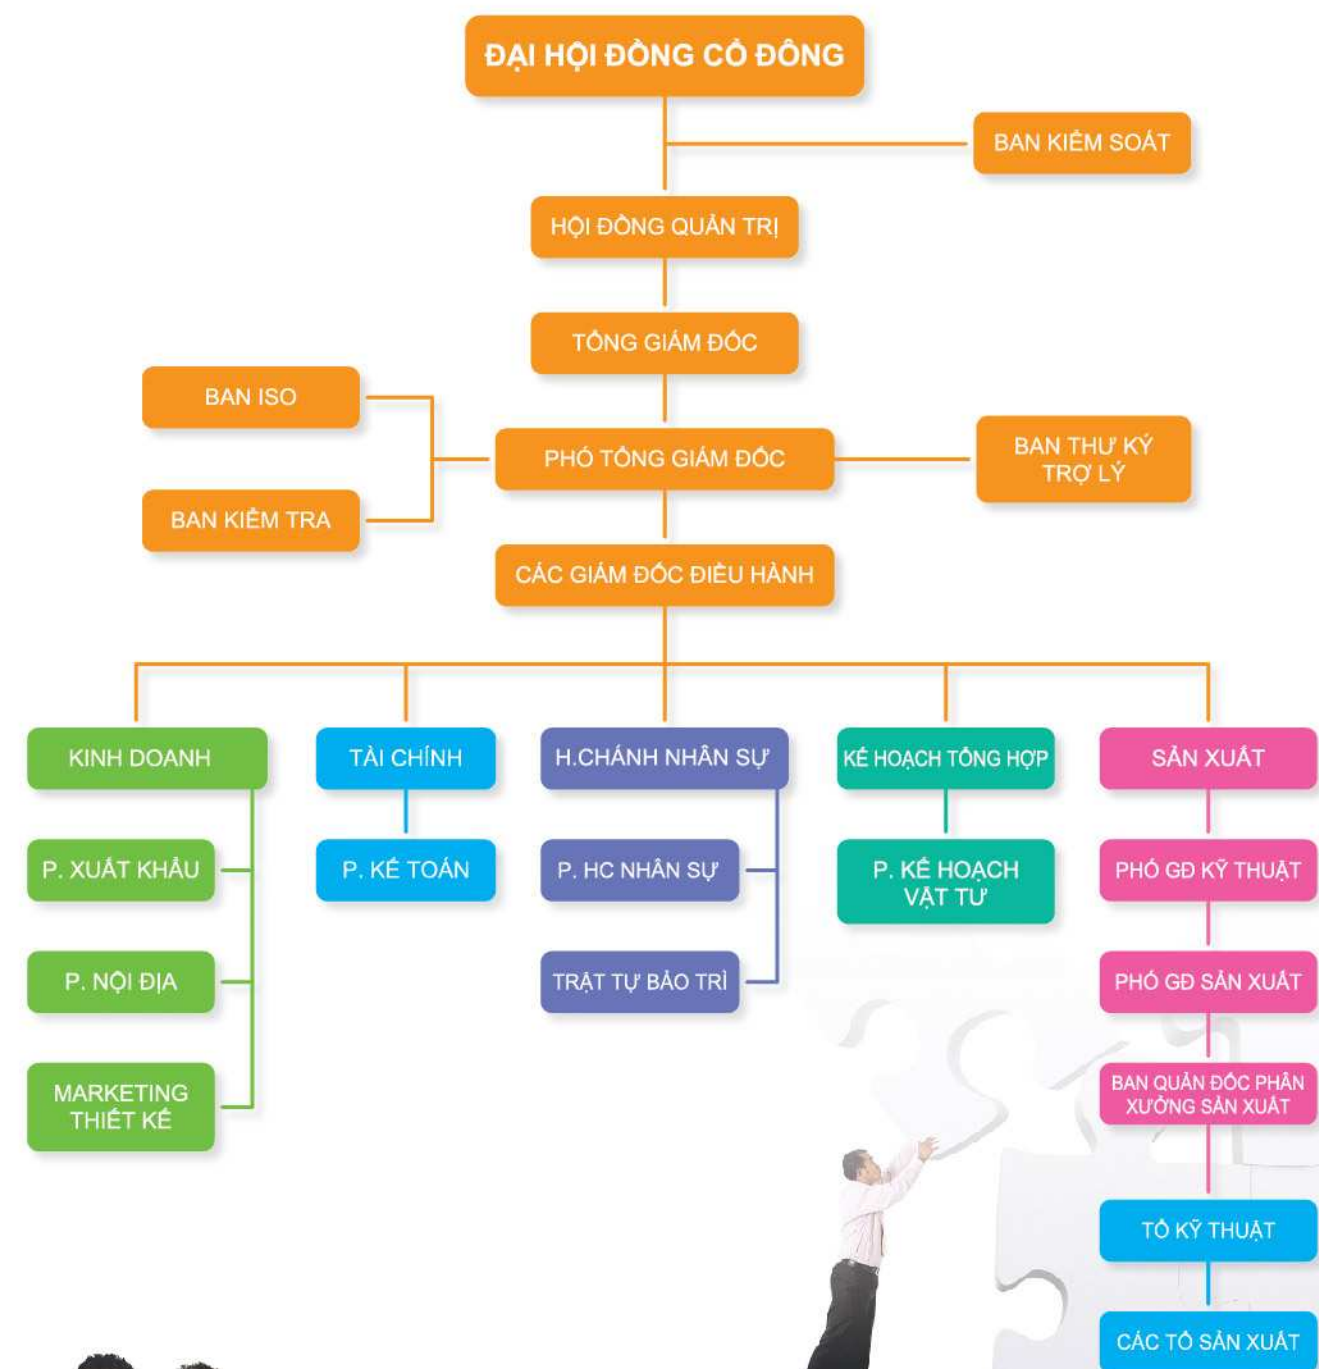 ĐẠI HỘI ĐỒNG CỔ ĐÔNG
BAN KIỂM SOÁT
HỘI ĐỒNG QUẢN TRỊ
TỔNG GIÁM ĐỐC
BAN ISO
PHÓ TỔNG GIÁM ĐỐC
BAN THƯ KÝ
TRỢ LÝ
BAN KIỂM TRA
CÁC GIÁM ĐỐC ĐIỀU HÀNH
KINH DOANH
TÀI CHÍNH
H.CHÁNH NHÂN SỰ
KẾ HOẠCH TỔNG HỢP
SẢN XUẤT
P. XUẤT KHẨU
P. KẾ TOÁN
P. HC NHÂN SỰ
P. KẾ HOẠCH
VẬT TƯ
PHÓ GĐ KỸ THUẬT
P. NỘI ĐỊA
TRẬT TỰ BẢO TRÌ
PHÓ GĐ SẢN XUẤT
MARKETING
THIẾT KẾ
BAN QUẢN ĐỐC PHÂN
XƯỞNG SẢN XUẤT
TỔ KỸ THUẬT
CÁC TỔ SẢN XUẤT